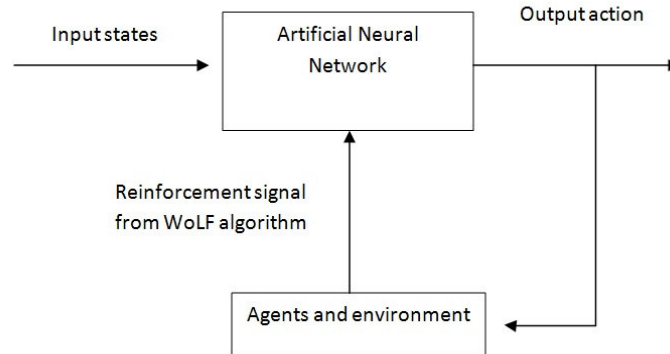 Input states
Artificial Neural
Network
Output action
Reinforcement signal
from WoLF algorithm
Agents and environment